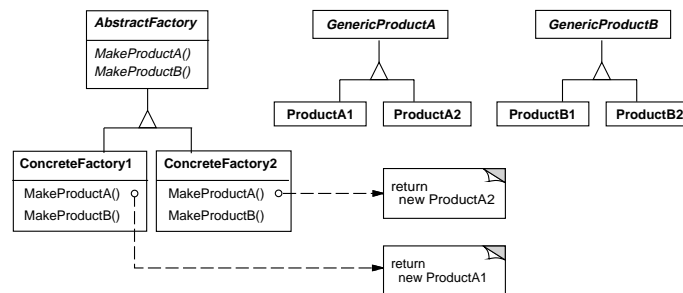 AbstractFactory
MakeProductA()
MakeProductB()
GenericProductA
ProductA1
ProductA2
GenericProductB
ProductB1
ProductB2
ConcreteFactory1
MakeProductA()
MakeProductB()
ConcreteFactory2
MakeProductA()
MakeProductB()
return
new ProductA2
return
new ProductA1